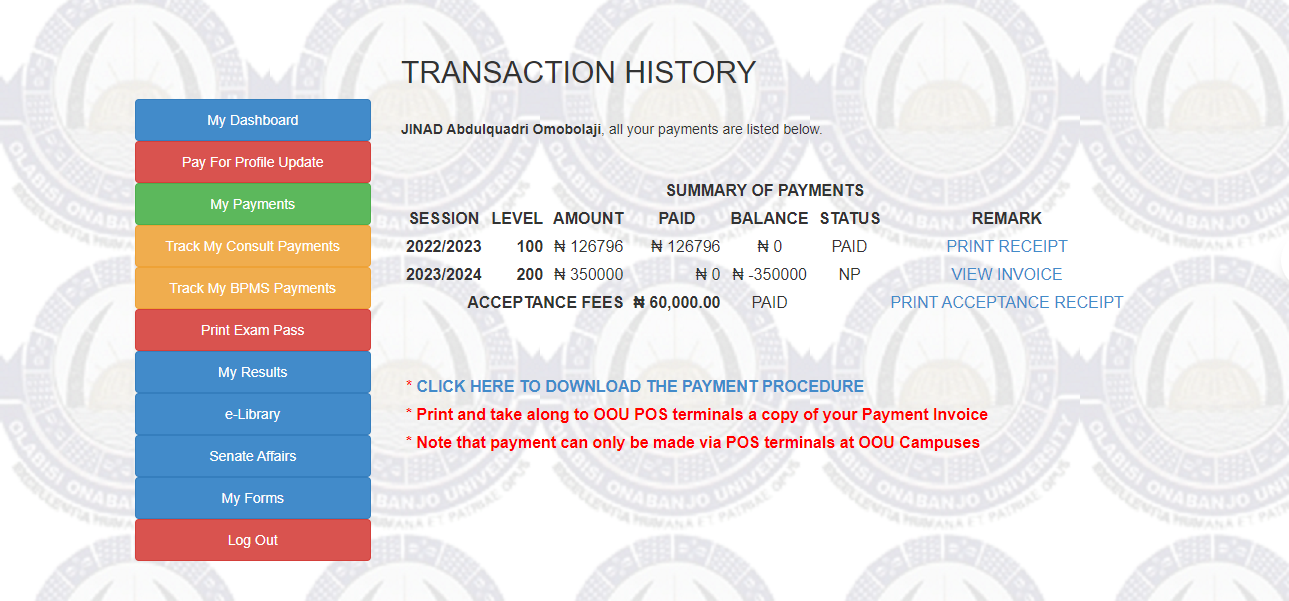 TRANSACTION HISTORY
My Dashboard
Pay For Profile Update
My Payments
Track My Consult Payments
Track My BPMS Payments
Print Exam Pass
My Results
e-Library
Senate Affairs
My Forms
Log Out
JINAD Abdulquadri Omobolaji, all your payments are listed below.
SUMMARY OF PAYMENTS
SESSION LEVEL AMOUNT PAID BALANCE STATUS REMARK
2022/2023 100 ₦ 126796 ₦ 126796 ₦ 0 PAID PRINT RECEIPT
2023/2024 200 ₦ 350000 ₦ 0 ₦ -350000 NP VIEW INVOICE
ACCEPTANCE FEES ₦ 60,000.00 PAID PRINT ACCEPTANCE RECEIPT
* CLICK HERE TO DOWNLOAD THE PAYMENT PROCEDURE
* Print and take along to OOU POS terminals a copy of your Payment Invoice
* Note that payment can only be made via POS terminals at OOU Campuses
OLABISI ONABANJO UNIVERSITY